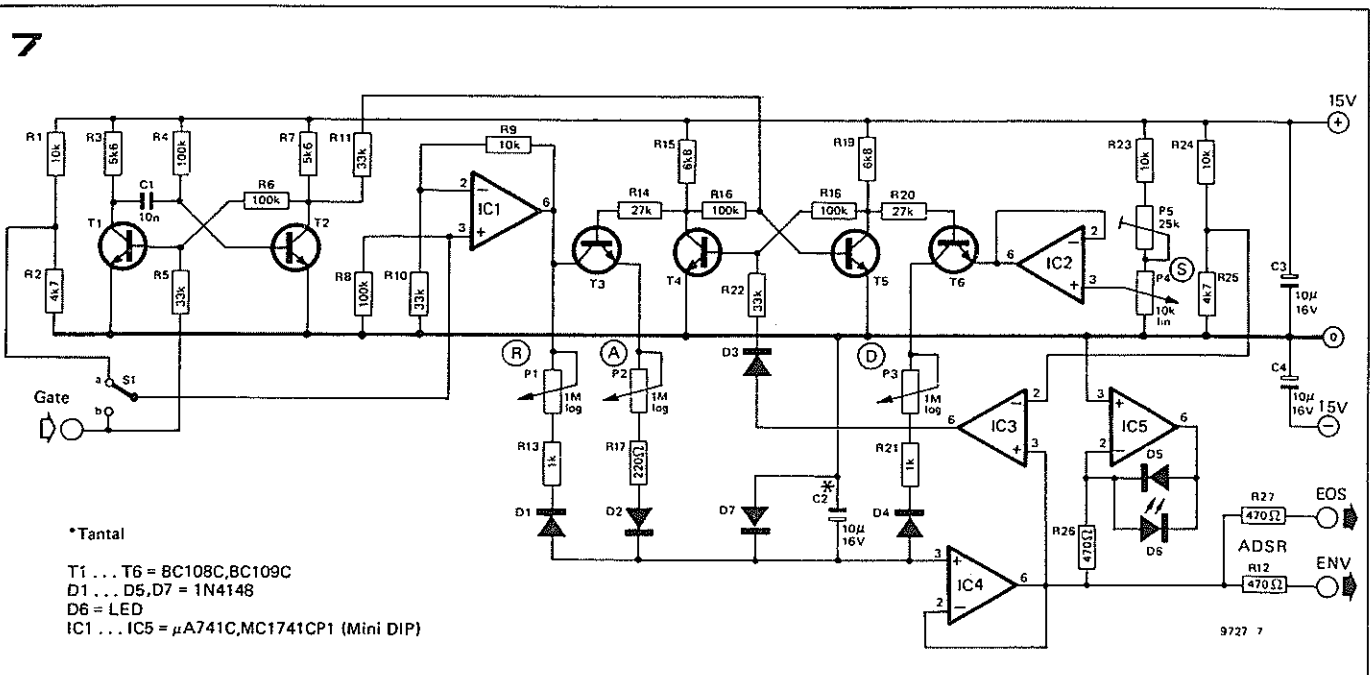 7
15V
+
R1
10k
R3
5k6
R4
100k
R7
5k6
R11
33k
R9
10k
R15
6k8
R19
6k8
R23
10k
R24
10k
C1
10n
R6
100k
2
−
IC1
6
3
+
R14
27k
R16
100k
R16
100k
R20
27k
P5
25k
T1
T2
T3
T4
T5
T6
2
−
6
IC2
3
+
S
P4
10k
lin
R2
4k7
R5
33k
R8
100k
R10
33k
R22
33k
R25
4k7
C3
10µ
16V
0
R
A
D
a
S1
b
Gate
P1
1M
log
P2
1M
log
D3
P3
1M
log
6
IC3
2
−
3
+
3
+
IC5
6
2
−
C4
10µ
16V
15V
−
R13
1k
R17
220Ω
R21
1k
D5
D1
D2
D7
*
C2
10µ
16V
D4
R26
470Ω
D6
R27
470Ω
EOS
ADSR
3
+
IC4
6
2
−
R12
470Ω
ENV
*Tantal
T1 ... T6 = BC108C,BC109C
D1 ... D5,D7 = 1N4148
D6 = LED
IC1 ... IC5 = µA741C,MC1741CP1 (Mini DIP)
9727 7